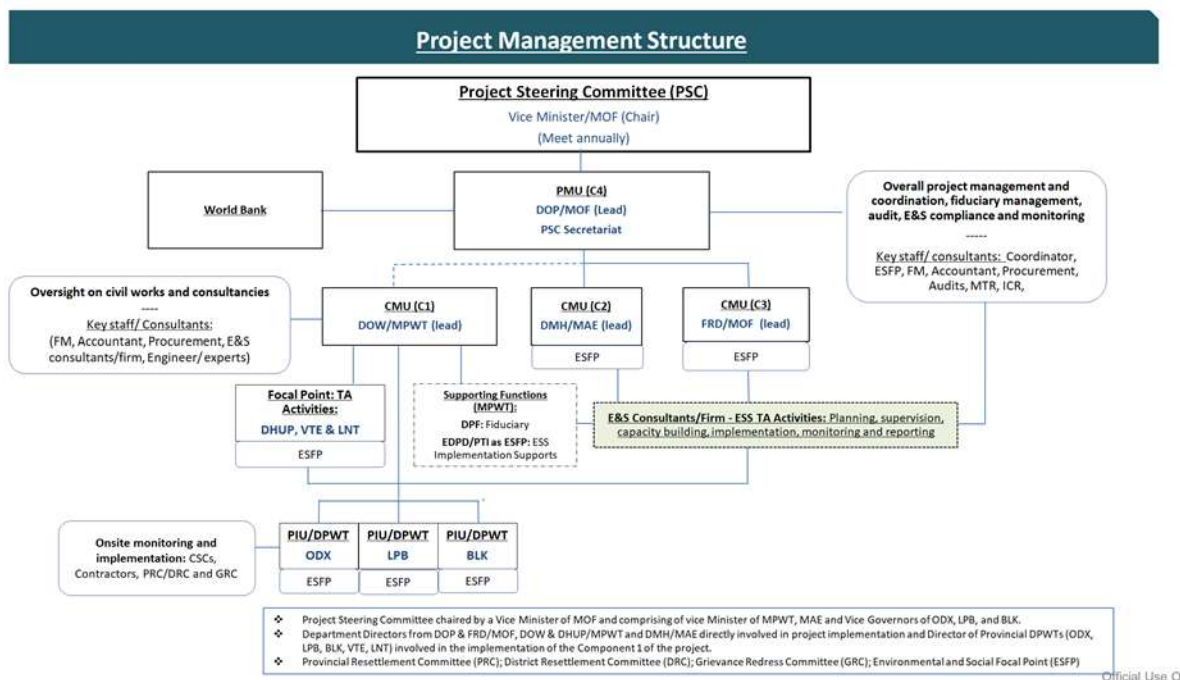 Project Management Structure
Project Steering Committee (PSC)
Vice Minister/MOF (Chair)
(Meet annually)
World Bank
PMU (C4)
DOP/MOF (Lead)
PSC Secretariat
Overall project management and
coordination, fiduciary management,
audit, E&S compliance and monitoring
-----
Key staff/ consultants: Coordinator,
ESFP, FM, Accountant, Procurement,
Audits, MTR, ICR,
Oversight on civil works and consultancies
----
Key staff/ Consultants:
(FM, Accountant, Procurement, E&S
consultants/firm, Engineer/ experts)
CMU (C1)
DOW/MPWT (lead)
CMU (C2)
DMH/MAE (lead)
ESFP
CMU (C3)
FRD/MOF (lead)
ESFP
Focal Point: TA
Activities:
DHUP, VTE & LNT
ESFP
Supporting Functions
(MPWT):
DPF: Fiduciary
EDPD/PTI as ESFP: ESS
Implementation Supports
E&S Consultants/Firm - ESS TA Activities: Planning, supervision,
capacity building, implementation, monitoring and reporting
Onsite monitoring and
implementation: CSCs,
Contractors, PRC/DRC and GRC
PIU/DPWT
ODX
ESFP
PIU/DPWT
LPB
ESFP
PIU/DPWT
BLK
ESFP
❖ Project Steering Committee chaired by a Vice Minister of MOF and comprising of vice Minister of MPWT, MAE and Vice Governors of ODX, LPB, and BLK.
❖ Department Directors from DOP & FRD/MOF, DOW & DHUP/MPWT and DMH/MAE directly involved in project implementation and Director of Provincial DPWTs (ODX,
LPB, BLK, VTE, LNT) involved in the implementation of the Component 1 of the project.
❖ Provincial Resettlement Committee (PRC); District Resettlement Committee (DRC); Grievance Redress Committee (GRC); Environmental and Social Focal Point (ESFP)
Official Use O